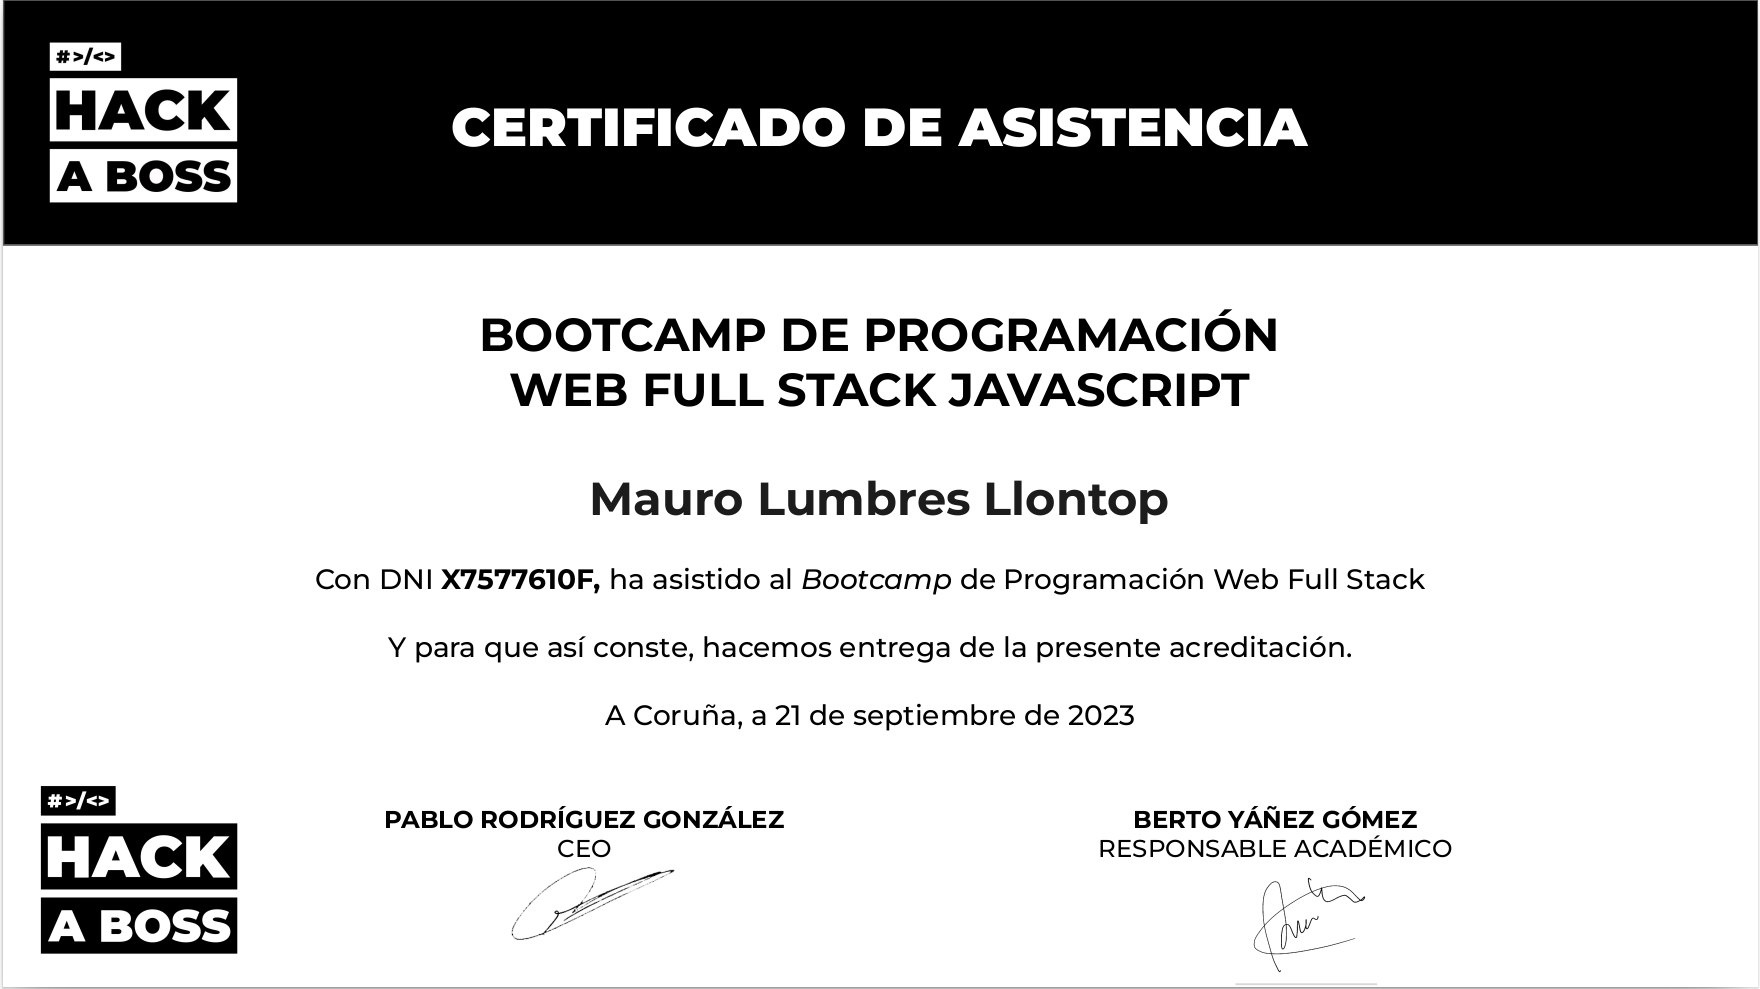 #>/<>
HACK
A BOSS
CERTIFICADO DE ASISTENCIA
BOOTCAMP DE PROGRAMACIÓN
WEB FULL STACK JAVASCRIPT
Mauro Lumbres Llontop
Con DNI X7577610F, ha asistido al Bootcamp de Programación Web Full Stack
Y para que así conste, hacemos entrega de la presente acreditación.
A Coruña, a 21 de septiembre de 2023
#>/<>
HACK
A BOSS
PABLO RODRÍGUEZ GONZÁLEZ
CEO
BERTO YÁÑEZ GÓMEZ
RESPONSABLE ACADÉMICO